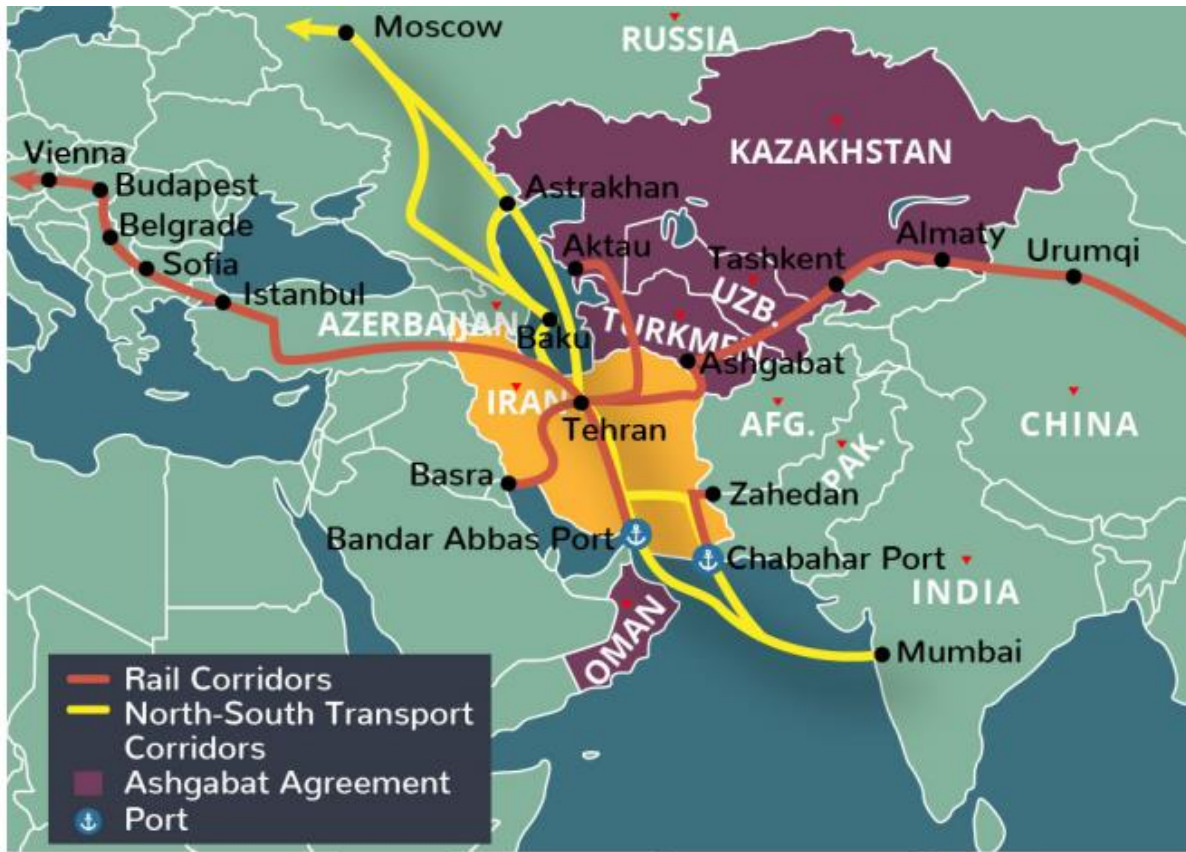 Moscow
RUSSIA
KAZAKHSTAN
Vienna
Budapest
Astrakhan
Belgrade
Aktau
Almaty
Urumqi
Sofia
Tashkent
Istanbul
UZB.
AZERBAIJAN
TURKMEN.
Baku
Ashgabat
IRAN
AFG.
CHINA
Tehran
PAK.
Basra
Zahedan
Bandar Abbas Port
Chabahar Port
INDIA
OMAN
Mumbai
Rail Corridors
North-South Transport
Corridors
Ashgabat Agreement
Port